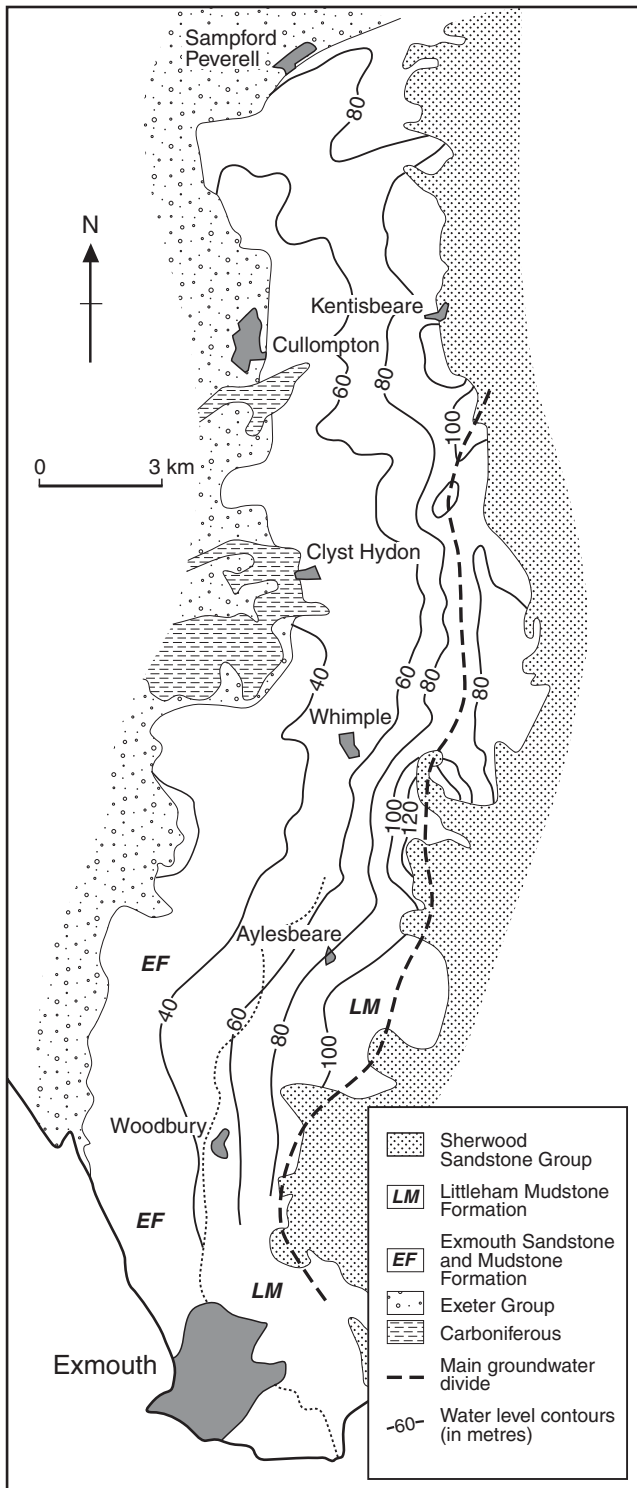 Sampford
Peverell
80
N
Kentisbeare
Cullompton
60
80
100
0 3 km
Clyst Hydon
40
60
80
80
Whimple
100
120
Aylesbeare
EF
LM
40
60
80
100
Woodbury
EF
LM
Exmouth
Sherwood
Sandstone Group
LM Littleham Mudstone
Formation
EF Exmouth Sandstone
and Mudstone
Formation
Exeter Group
Carboniferous
Main groundwater
divide
60 Water level contours
(in metres)